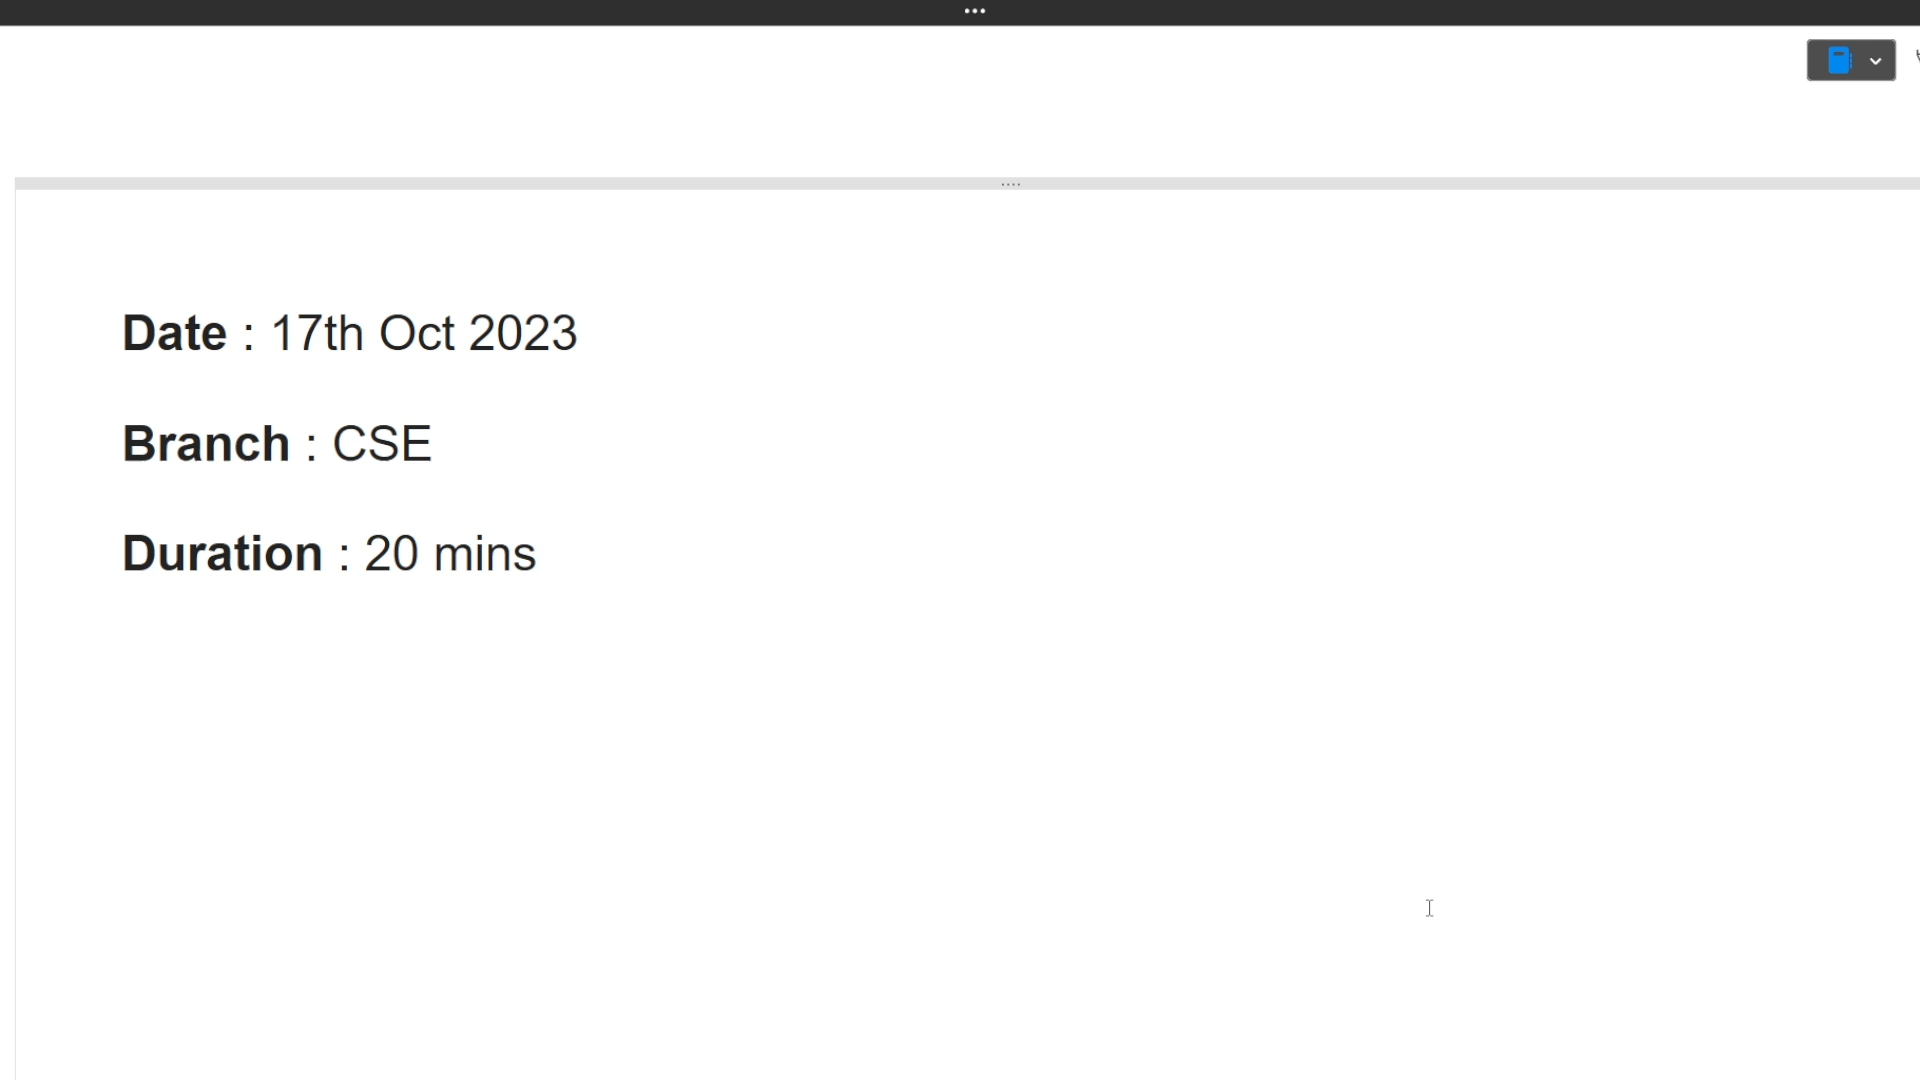 Date : 17th Oct 2023
Branch : CSE
Duration : 20 mins